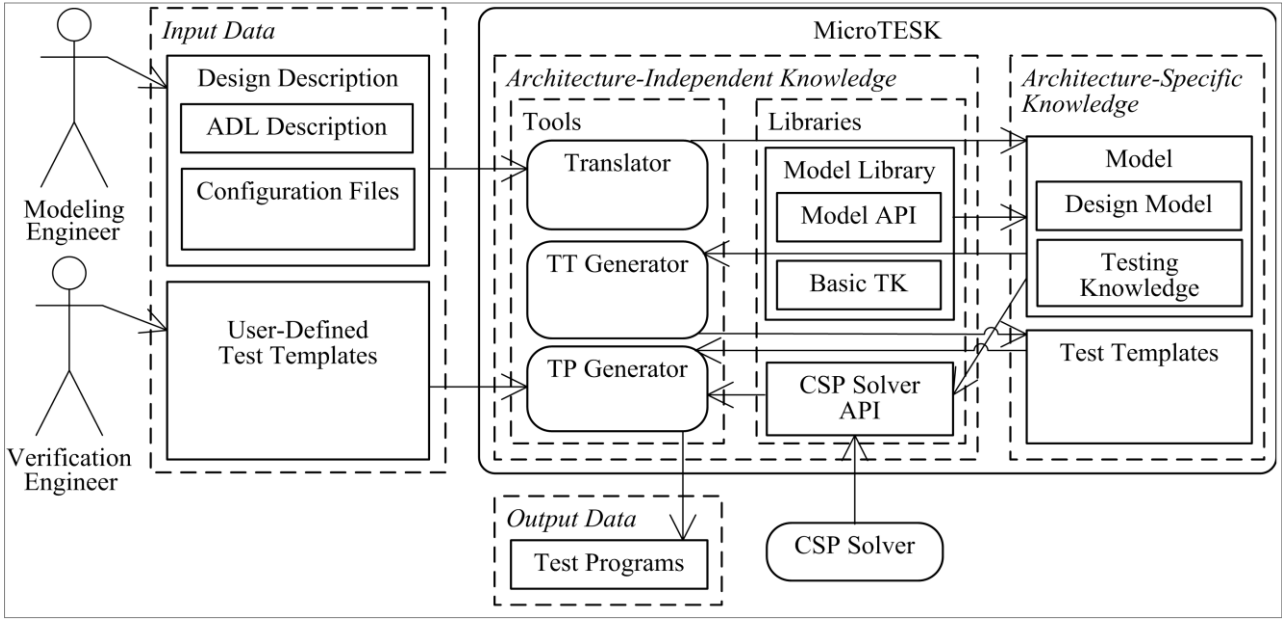 Input Data
Design Description
ADL Description
Configuration Files
Modeling
Engineer
User-Defined
Test Templates
Verification
Engineer
MicroTESK
Architecture-Independent Knowledge
Tools
Translator
TT Generator
TP Generator
Libraries
Model Library
Model API
Basic TK
CSP Solver
API
Architecture-Specific
Knowledge
Model
Design Model
Testing
Knowledge
Test Templates
Output Data
Test Programs
CSP Solver